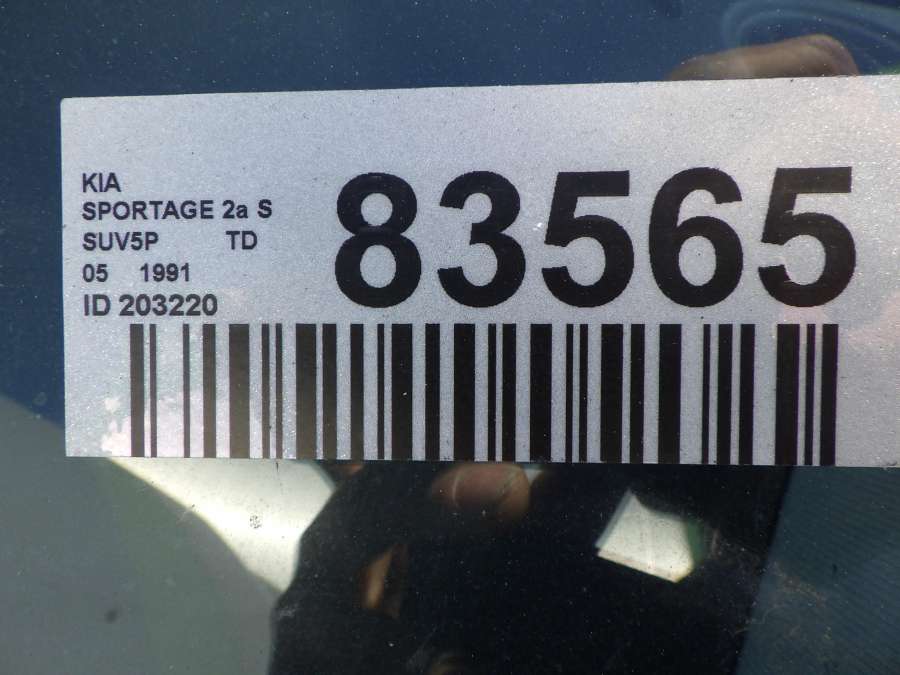 KIA
SPORTAGE 2a S
SUV5P TD
05 1991
ID 203220
83565